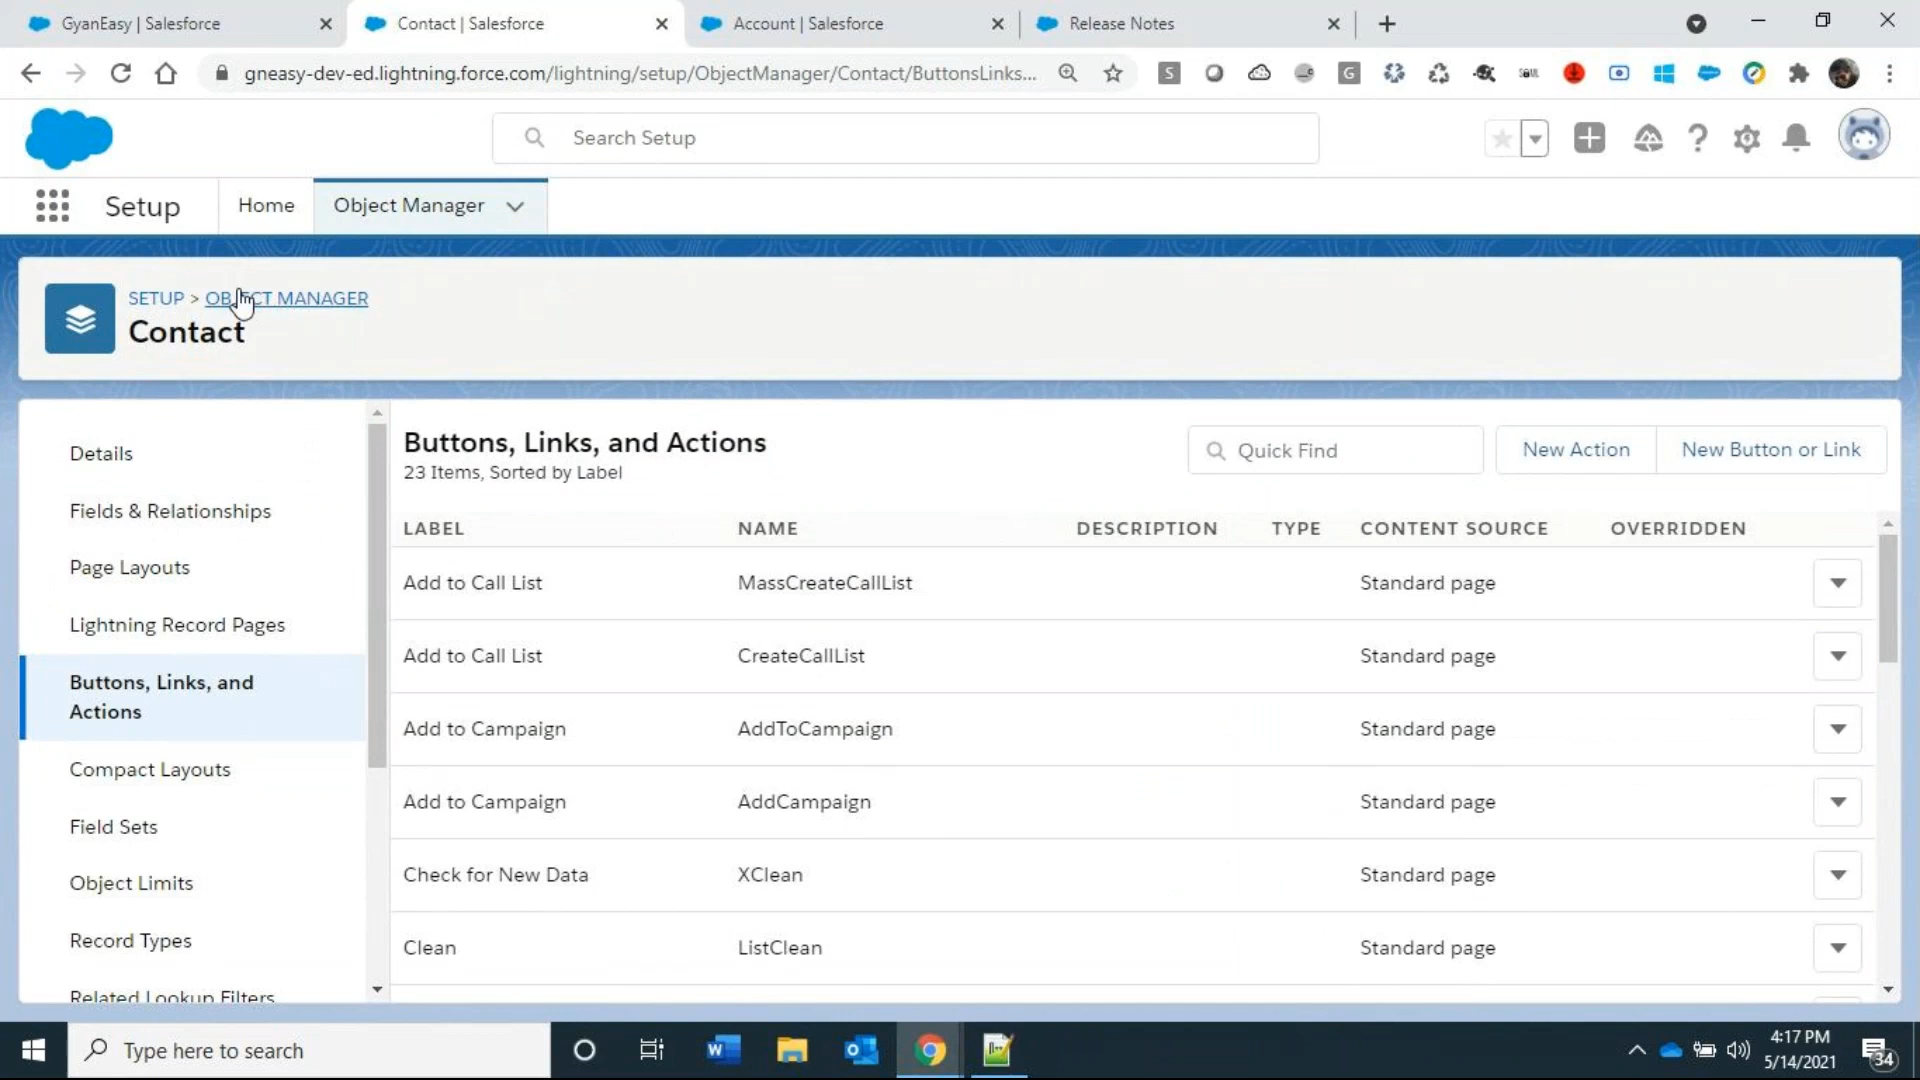 GyanEasy | Salesforce
Contact | Salesforce
Account | Salesforce
Release Notes
gneasy-dev-ed.lightning.force.com/lightning/setup/ObjectManager/Contact/ButtonsLinks...
S
G
Search Setup
Setup
Home
Object Manager
SETUP > OBJECT MANAGER
Contact
Details
Fields & Relationships
Page Layouts
Lightning Record Pages
Buttons, Links, and
Actions
Compact Layouts
Field Sets
Object Limits
Record Types
Related Lookup Filters
Buttons, Links, and Actions
23 Items, Sorted by Label
Quick Find
New Action
New Button or Link
LABEL NAME DESCRIPTION TYPE CONTENT SOURCE OVERRIDDEN
Add to Call List MassCreateCallList Standard page
Add to Call List CreateCallList Standard page
Add to Campaign AddToCampaign Standard page
Add to Campaign AddCampaign Standard page
Check for New Data XClean Standard page
Clean ListClean Standard page
Type here to search
4:17 PM
5/14/2021
34